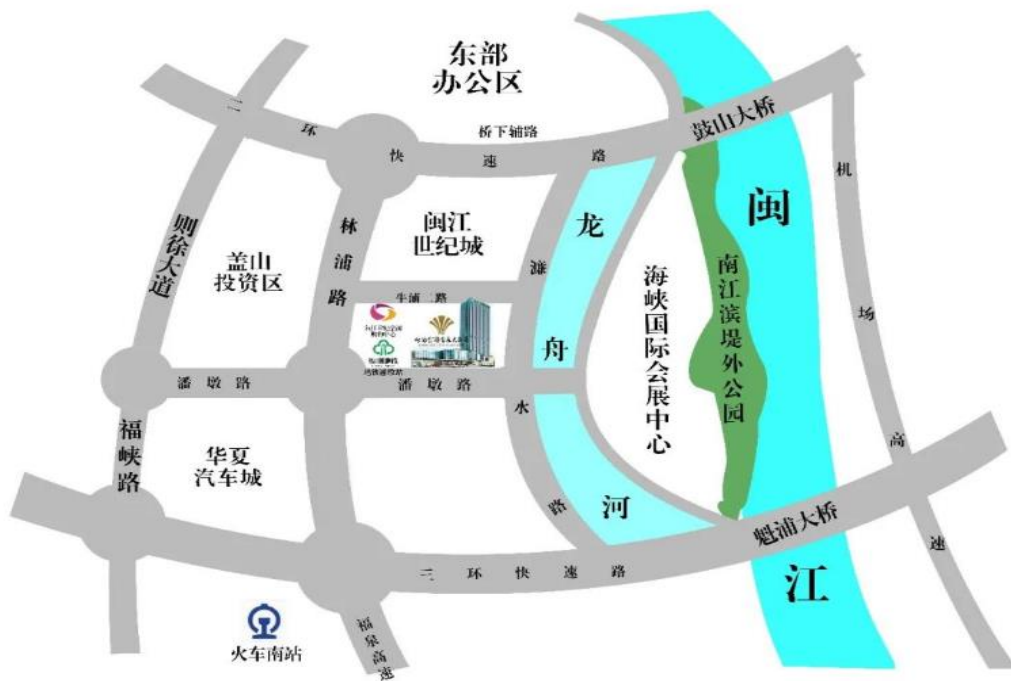 东部
办公区
二环快速路
桥下辅路
鼓山大桥
闽江
机场高速
则徐大道
盖山
投资区
林浦路
闽江
世纪城
濂水路
龙舟河
海峡国际会展中心
南江滨堤外公园
牛浦二路
潘墩路
潘墩路
福峡路
华夏
汽车城
三环快速路
魁浦大桥
火车南站
福泉高速